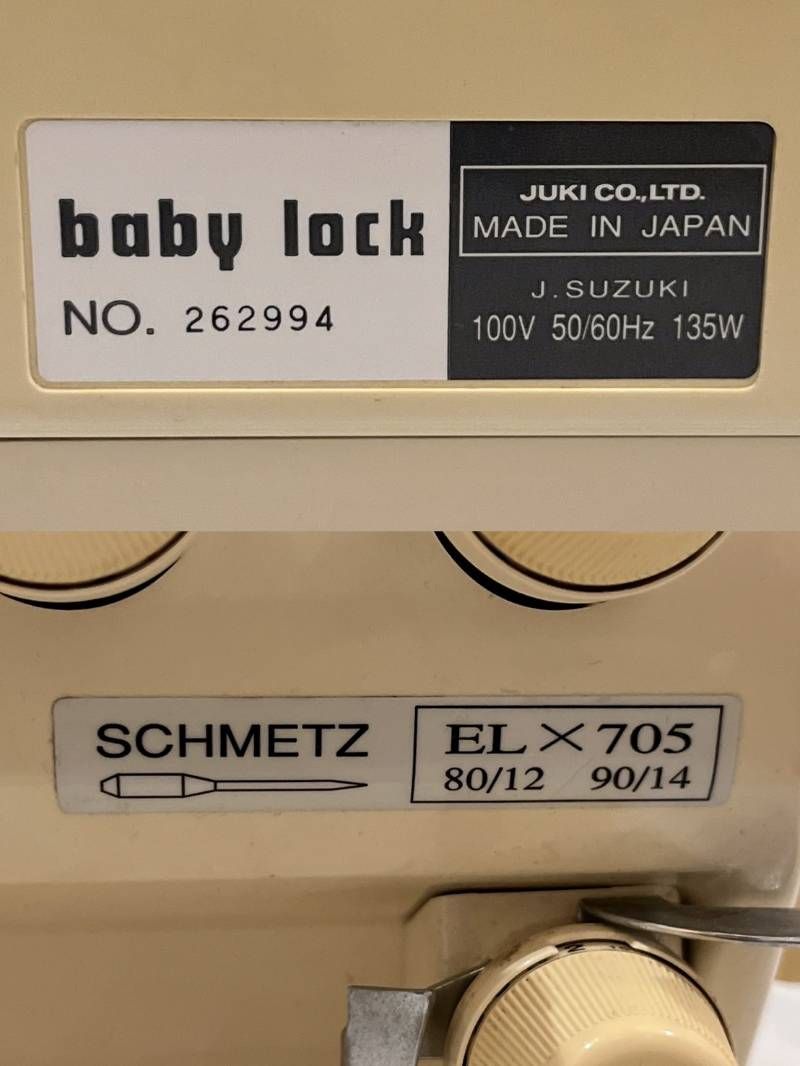 baby lock
NO. 262994
JUKI CO.,LTD.
MADE IN JAPAN
J.SUZUKI
100V 50/60Hz 135W
SCHMETZ
EL×705
80/12 90/14